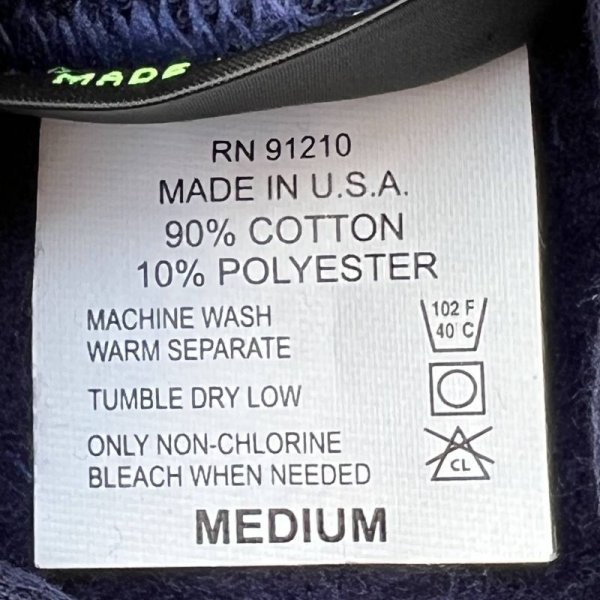 MADE
RN 91210
MADE IN U.S.A.
90% COTTON
10% POLYESTER
MACHINE WASH
WARM SEPARATE
102 F
40 C
TUMBLE DRY LOW
ONLY NON-CHLORINE
BLEACH WHEN NEEDED
CL
MEDIUM